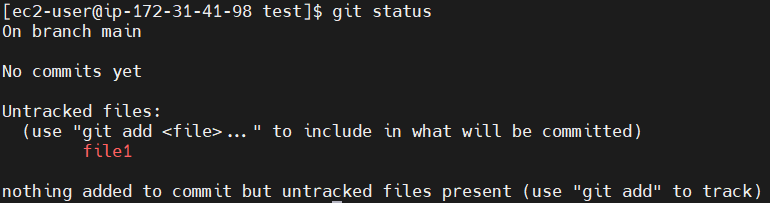 [ec2-user@ip-172-31-41-98 test]$ git status
On branch main
No commits yet
Untracked files:
  (use "git add <file>..." to include in what will be committed)
        file1
nothing added to commit but untracked files present (use "git add" to track)